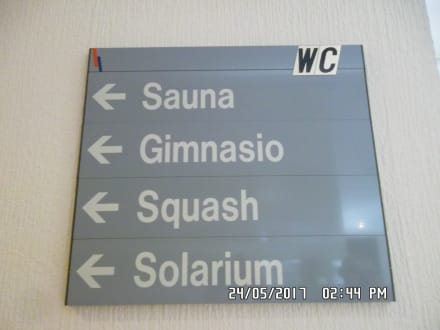 WC
Sauna
Gimnasio
Squash
Solarium
24/05/2017 02:44 PM